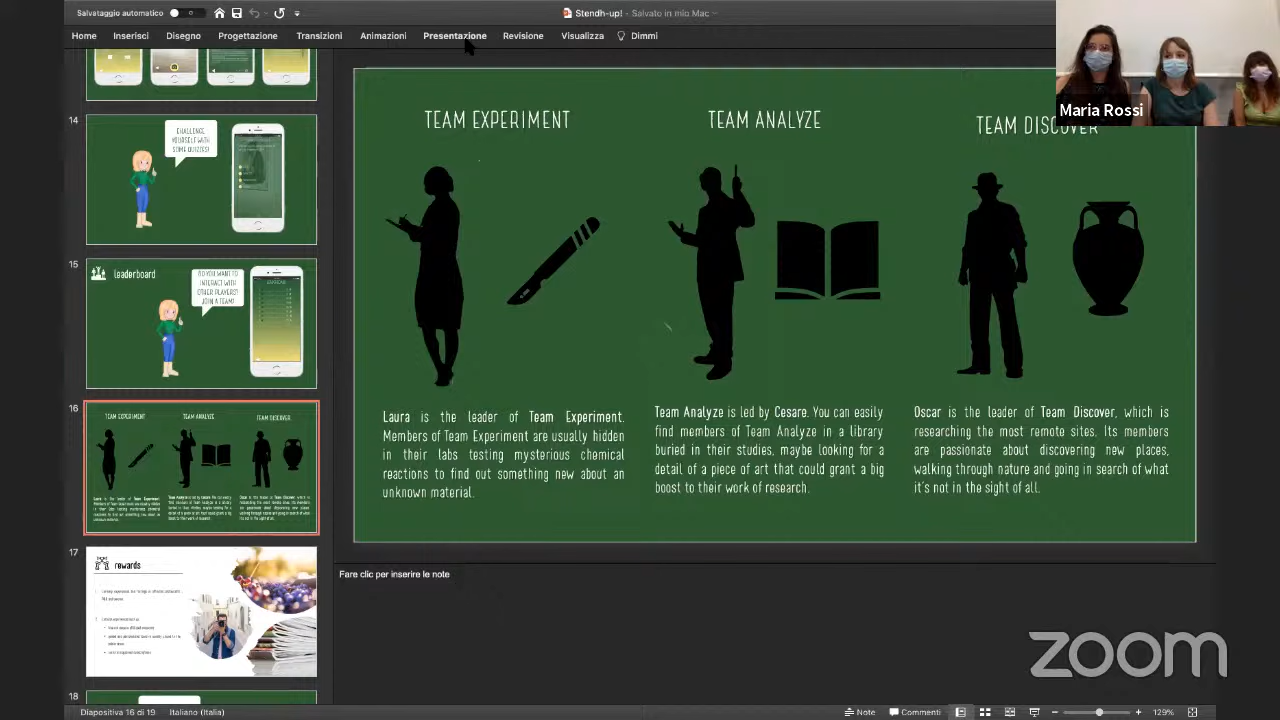 Salvataggio automatico
Stendh-up! - Salvato in mio Mac
Home Inserisci Disegno Progettazione Transizioni Animazioni Presentazione Revisione Visualizza Dimmi
Maria Rossi
14
CHALLENGE
YOURSELF WITH
SOME QUIZZES!
15
leaderboard
DO YOU WANT TO
INTERACT WITH
OTHER PLAYERS?
JOIN A TEAM!
16
TEAM EXPERIMENT
TEAM ANALYZE
TEAM DISCOVER
17
rewards
18
TEAM EXPERIMENT
Laura is the leader of Team Experiment.
Members of Team Experiment are usually hidden
in their labs testing mysterious chemical
reactions to find out something new about an
unknown material.
TEAM ANALYZE
Team Analyze is led by Cesare. You can easily
find members of Team Analyze in a library
buried in their studies, maybe looking for a
detail of a piece of art that could grant a big
boost to their work of research.
TEAM DISCOVER
Oscar is the leader of Team Discover, which is
researching the most remote sites. Its members
are passionate about discovering new places,
walking through nature and going in search of what
it's not in the sight of all.
Fare clic per inserire le note
zoom
Diapositiva 16 di 19 Italiano (Italia)
Note Commenti 129%